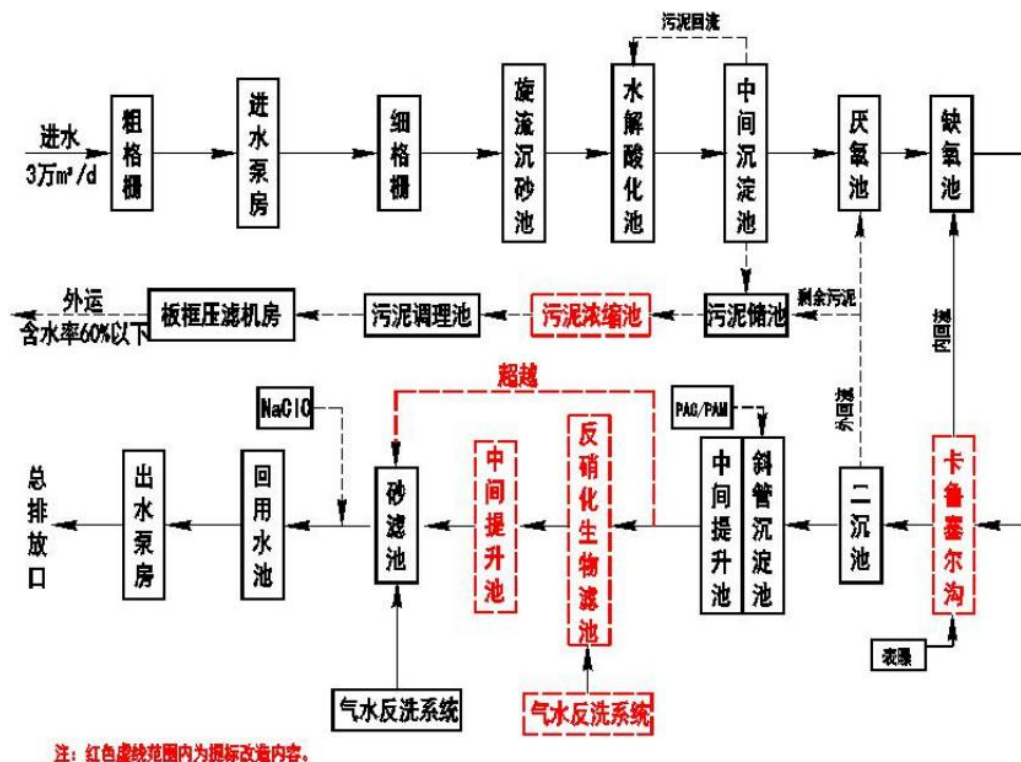 污泥回流
进水
3万m³/d
粗格栅
进水泵房
细格栅
旋流沉砂池
水解酸化池
中间沉淀池
厌氧池
缺氧池
外运
含水率60%以下
板框压滤机房
污泥调理池
污泥浓缩池
污泥储池
剩余污泥
内回流
外回流
超越
NaClO
PAC/PAM
总排放口
出水泵房
回用水池
砂滤池
中间提升池
反硝化生物滤池
中间提升池
斜管沉淀池
二沉池
卡鲁塞尔沟
表曝
气水反洗系统
气水反洗系统
注：红色虚线范围内为提标改造内容。